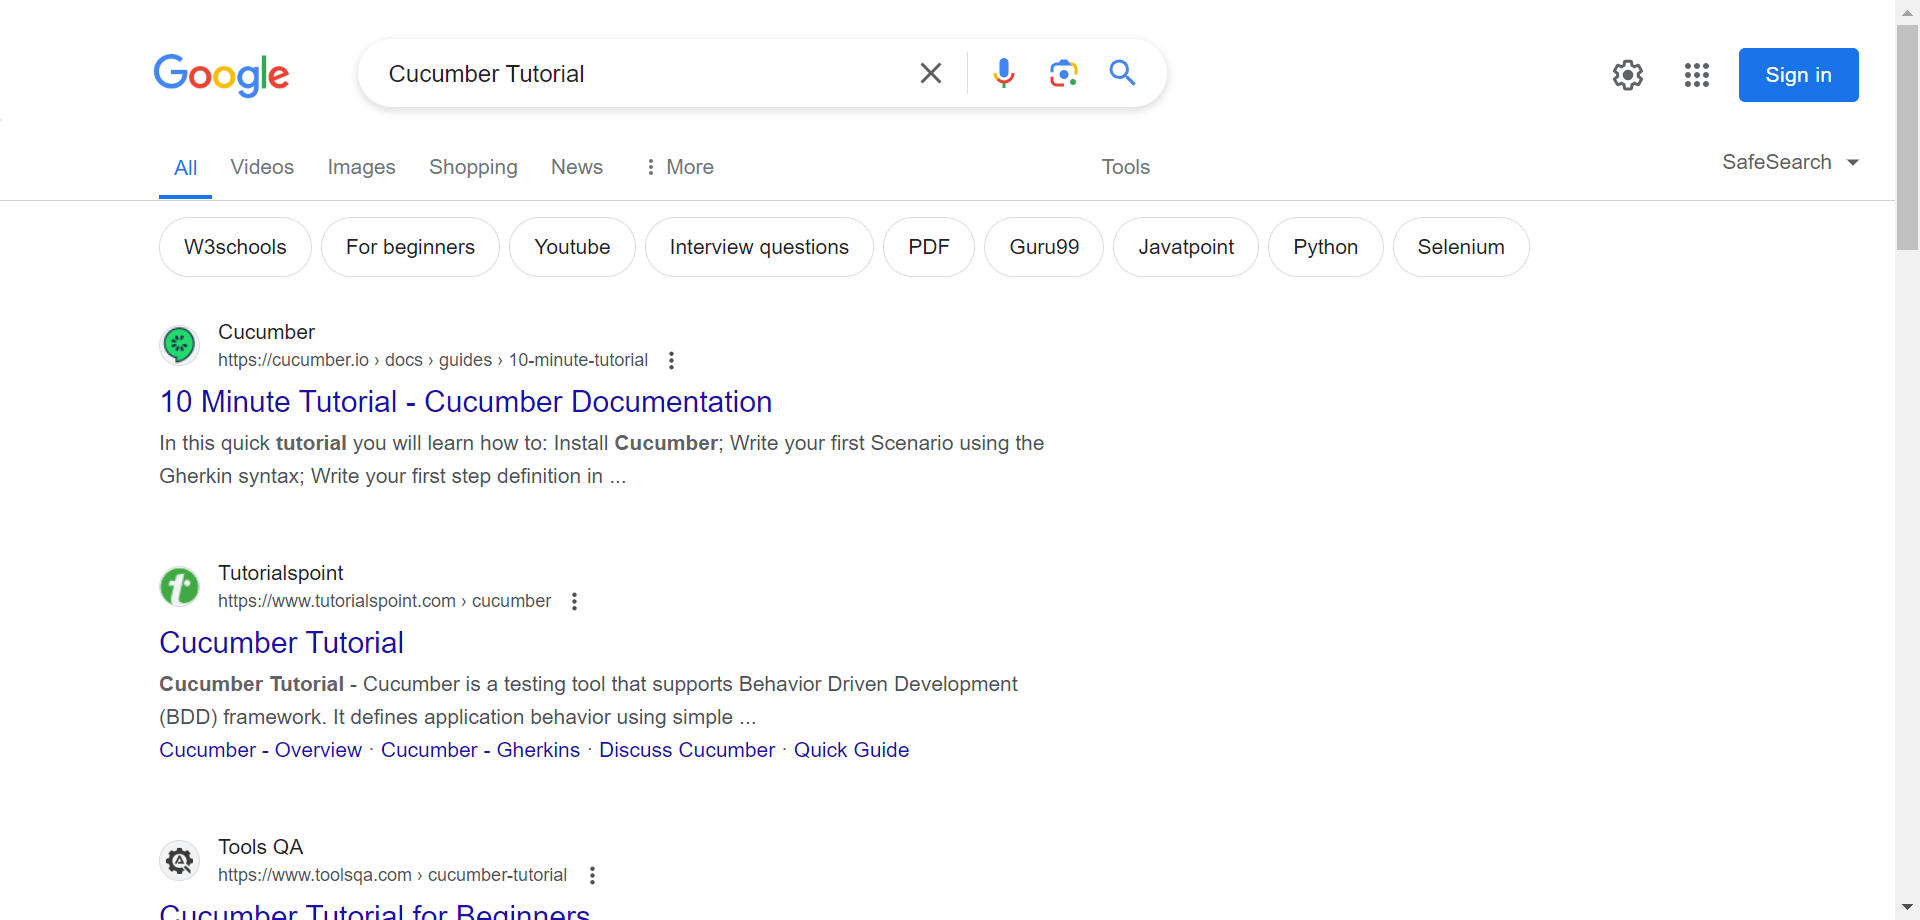 Google
Cucumber Tutorial
Sign in
All Videos Images Shopping News More Tools SafeSearch
W3schools For beginners Youtube Interview questions PDF Guru99 Javatpoint Python Selenium
Cucumber
https://cucumber.io › docs › guides › 10-minute-tutorial
10 Minute Tutorial - Cucumber Documentation
In this quick tutorial you will learn how to: Install Cucumber; Write your first Scenario using the
Gherkin syntax; Write your first step definition in ...
Tutorialspoint
https://www.tutorialspoint.com › cucumber
Cucumber Tutorial
Cucumber Tutorial - Cucumber is a testing tool that supports Behavior Driven Development
(BDD) framework. It defines application behavior using simple ...
Cucumber - Overview · Cucumber - Gherkins · Discuss Cucumber · Quick Guide
Tools QA
https://www.toolsqa.com › cucumber-tutorial
Cucumber Tutorial for Beginners